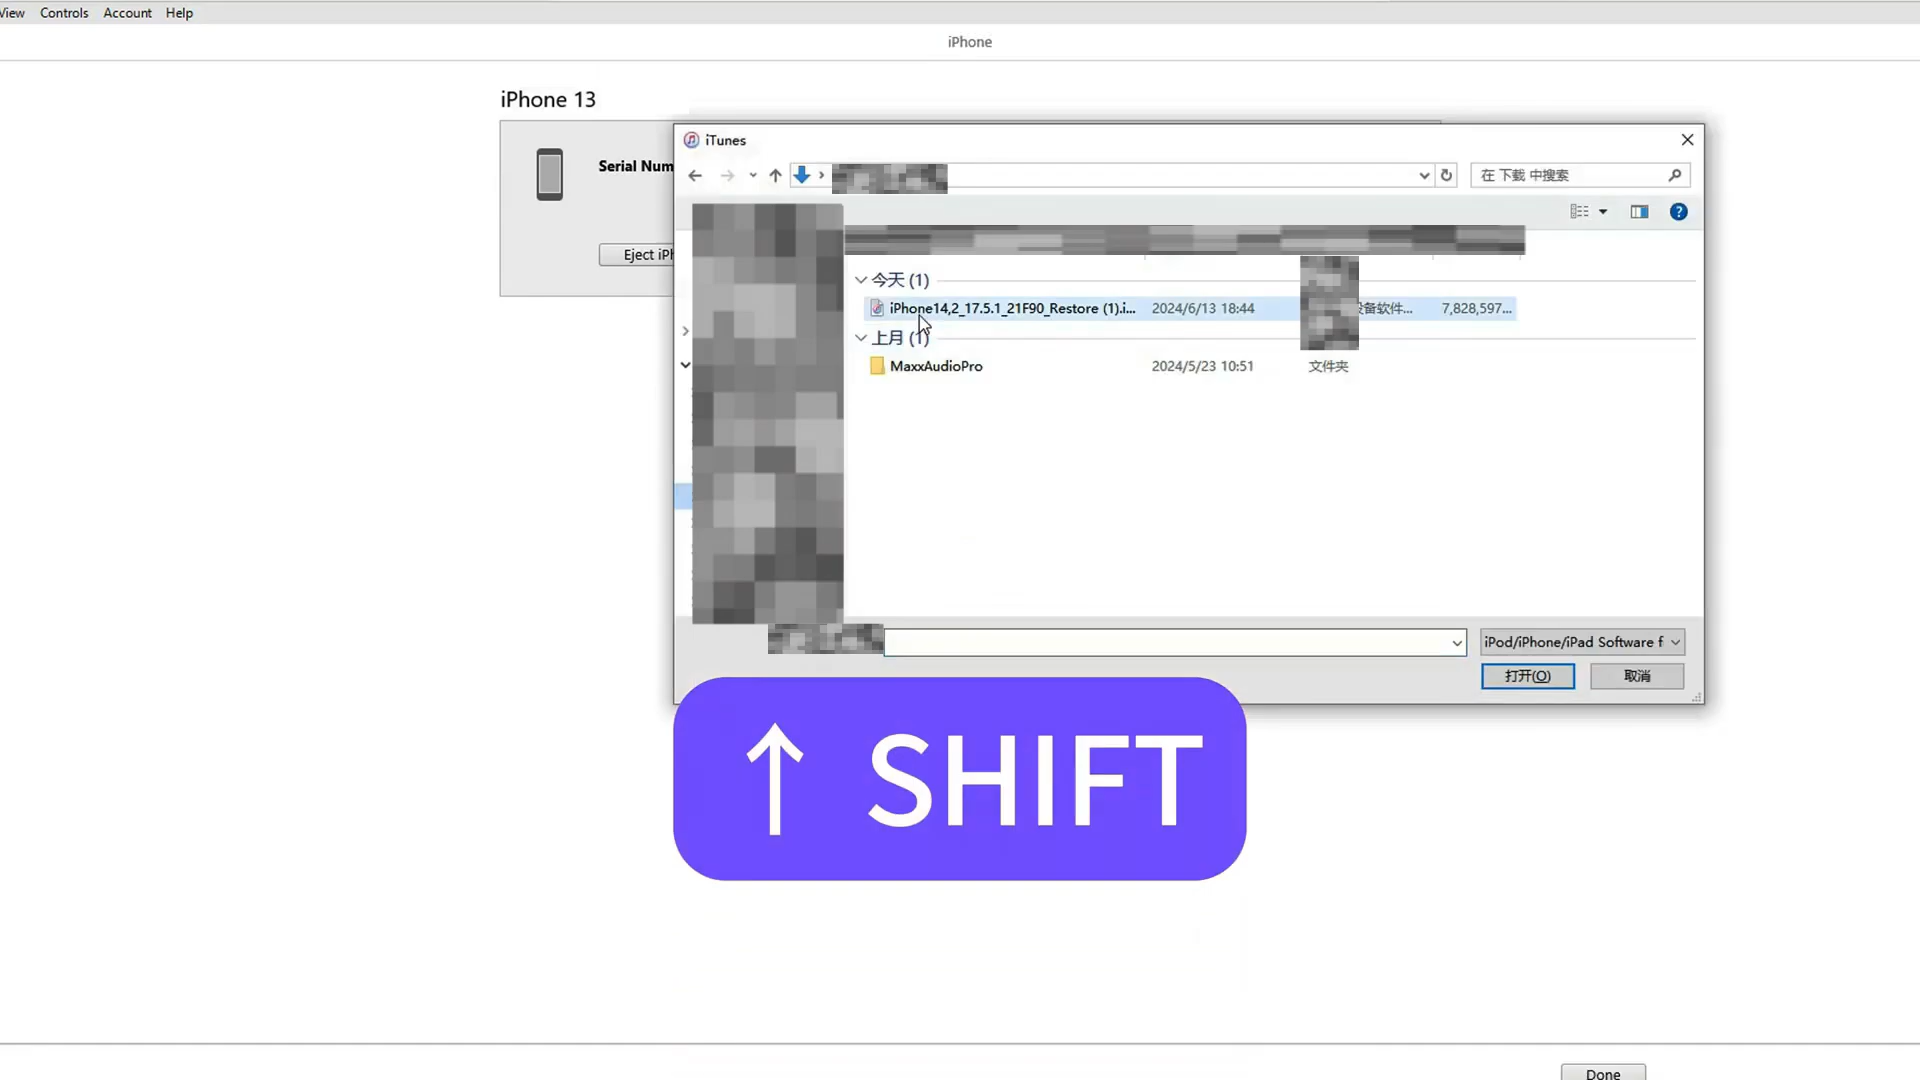 View Controls Account Help
iPhone
iPhone 13
Serial Num
Eject iPh
iTunes
在 下载 中搜索
今天 (1)
iPhone14,2_17.5.1_21F90_Restore (1).i... 2024/6/13 18:44 设备软件... 7,828,597...
上月 (1)
MaxxAudioPro 2024/5/23 10:51 文件夹
iPod/iPhone/iPad Software f
打开(O) 取消
↑ SHIFT
Done